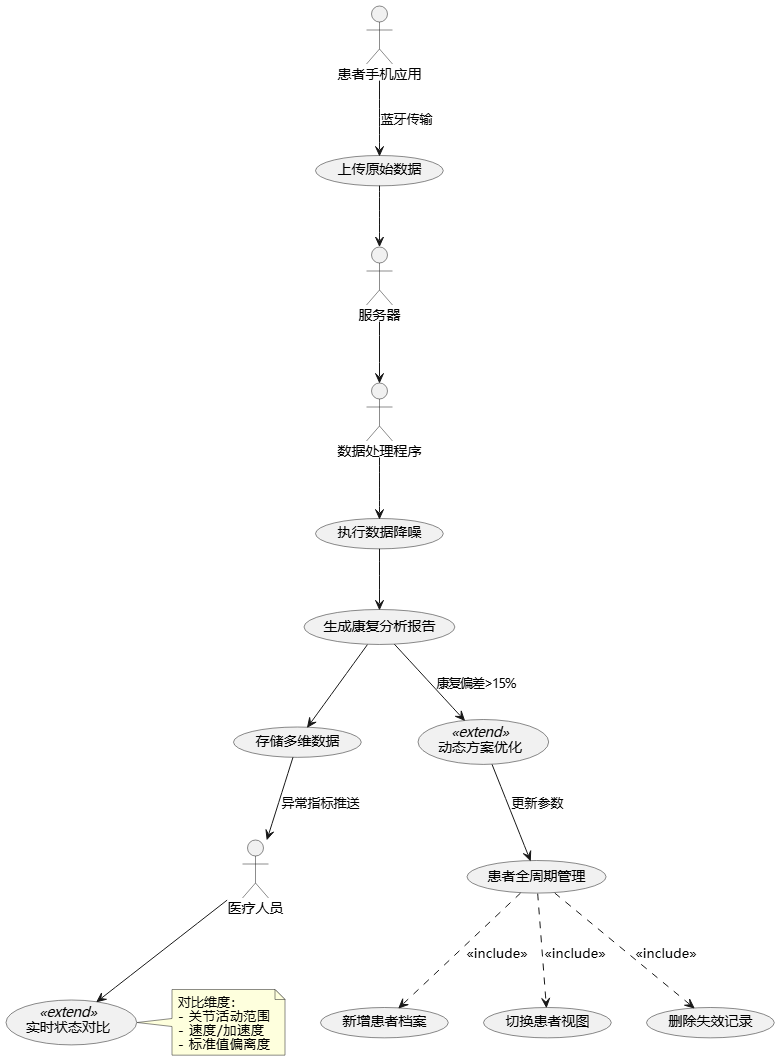 患者手机应用
蓝牙传输
上传原始数据
服务器
数据处理程序
执行数据降噪
生成康复分析报告
康复偏差>15%
存储多维数据
«extend»
动态方案优化
异常指标推送
更新参数
医疗人员
患者全周期管理
«include»
«include»
«include»
«extend»
实时状态对比
对比维度:
- 关节活动范围
- 速度/加速度
- 标准值偏离度
新增患者档案
切换患者视图
删除失效记录